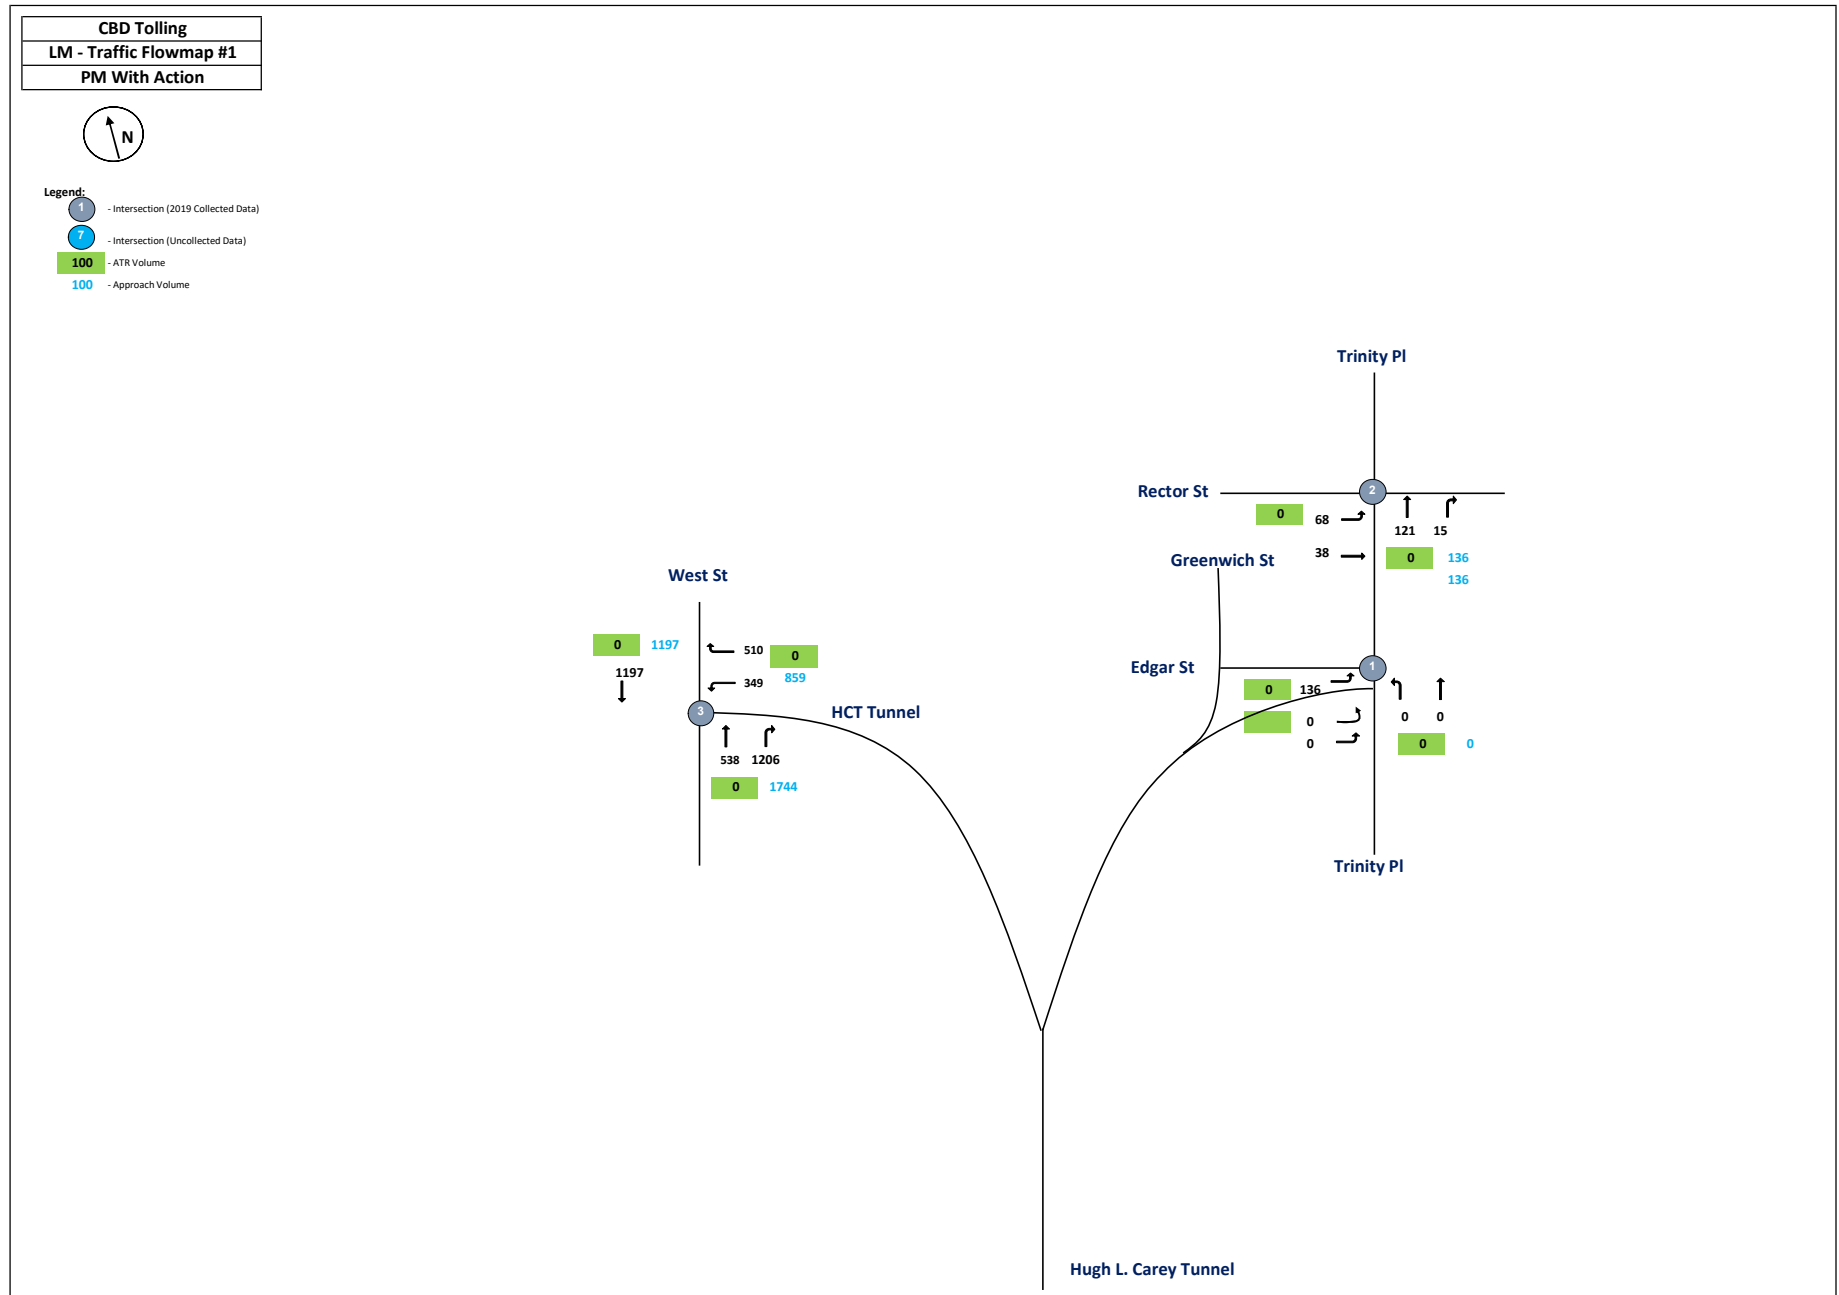 CBD Tolling
LM - Traffic Flowmap #1
PM With Action
N
Legend:
1 - Intersection (2019 Collected Data)
7 - Intersection (Uncollected Data)
100 - ATR Volume
100 - Approach Volume
Trinity Pl
Rector St
2
0
68
121 15
38
0 136
136
Greenwich St
West St
0 1197
510
0
1197
349
859
3
HCT Tunnel
538 1206
0 1744
Edgar St
1
0 136
0
0 0
0
0 0
Trinity Pl
Hugh L. Carey Tunnel